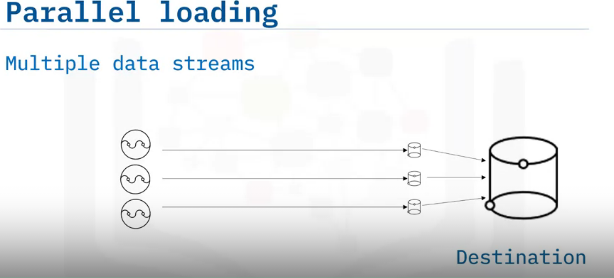 Parallel loading
Multiple data streams
Destination